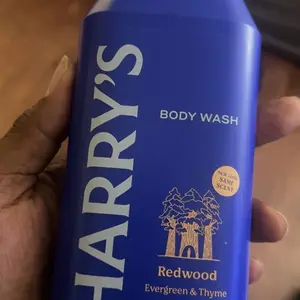 HARRY'S
BODY WASH
SAME
SCENT
Redwood
Evergreen & Thyme